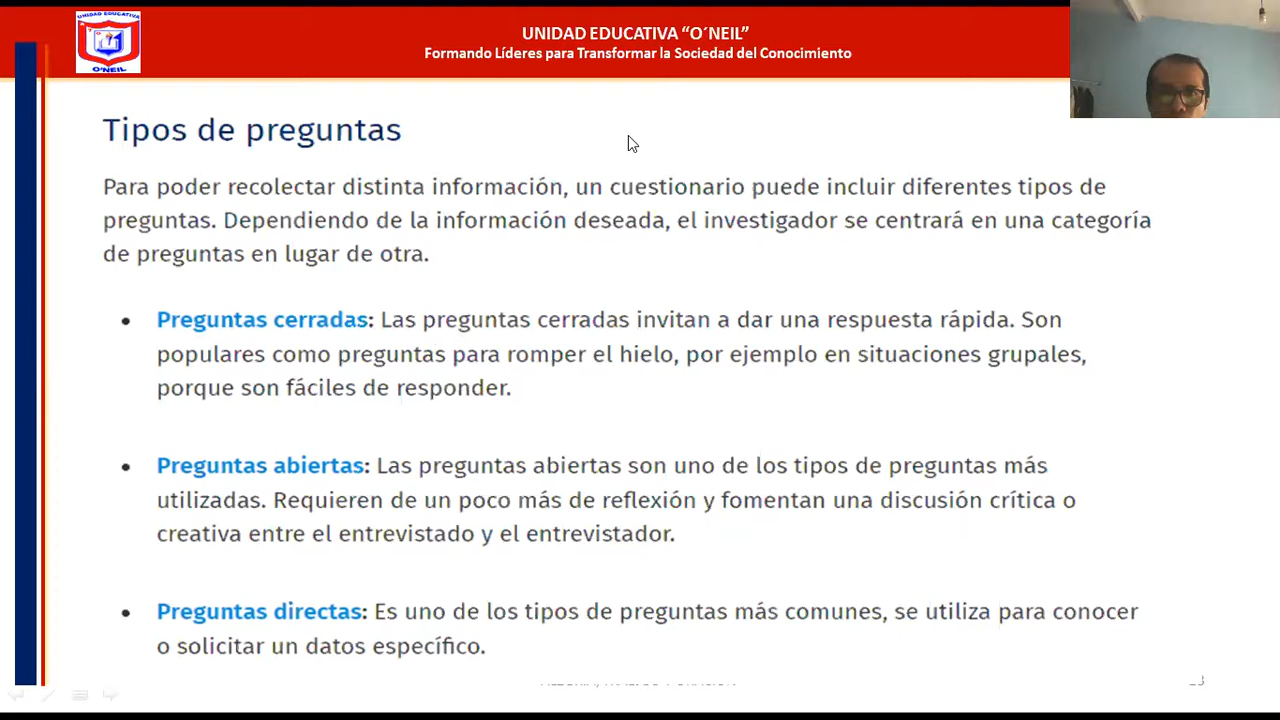 UNIDAD EDUCATIVA
O´NEIL
UNIDAD EDUCATIVA “O´NEIL”
Formando Líderes para Transformar la Sociedad del Conocimiento
Tipos de preguntas
Para poder recolectar distinta información, un cuestionario puede incluir diferentes tipos de
preguntas. Dependiendo de la información deseada, el investigador se centrará en una categoría
de preguntas en lugar de otra.
• Preguntas cerradas: Las preguntas cerradas invitan a dar una respuesta rápida. Son
populares como preguntas para romper el hielo, por ejemplo en situaciones grupales,
porque son fáciles de responder.
• Preguntas abiertas: Las preguntas abiertas son uno de los tipos de preguntas más
utilizadas. Requieren de un poco más de reflexión y fomentan una discusión crítica o
creativa entre el entrevistado y el entrevistador.
• Preguntas directas: Es uno de los tipos de preguntas más comunes, se utiliza para conocer
o solicitar un datos específico.